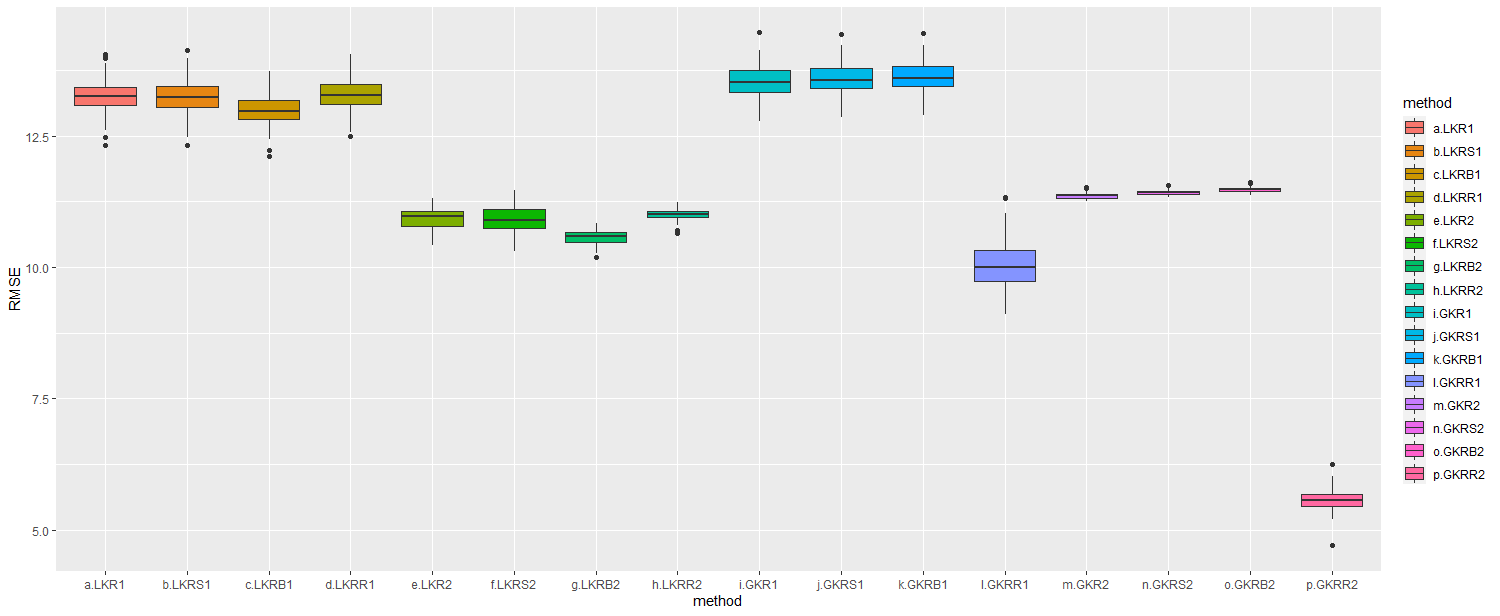 RMSE
12.5
10.0
7.5
5.0
a.LKR1 b.LKRS1 c.LKRB1 d.LKRR1 e.LKR2 f.LKRS2 g.LKRB2 h.LKRR2 i.GKR1 j.GKRS1 k.GKRB1 l.GKRR1 m.GKR2 n.GKRS2 o.GKRB2 p.GKRR2
method
method
a.LKR1
b.LKRS1
c.LKRB1
d.LKRR1
e.LKR2
f.LKRS2
g.LKRB2
h.LKRR2
i.GKR1
j.GKRS1
k.GKRB1
l.GKRR1
m.GKR2
n.GKRS2
o.GKRB2
p.GKRR2